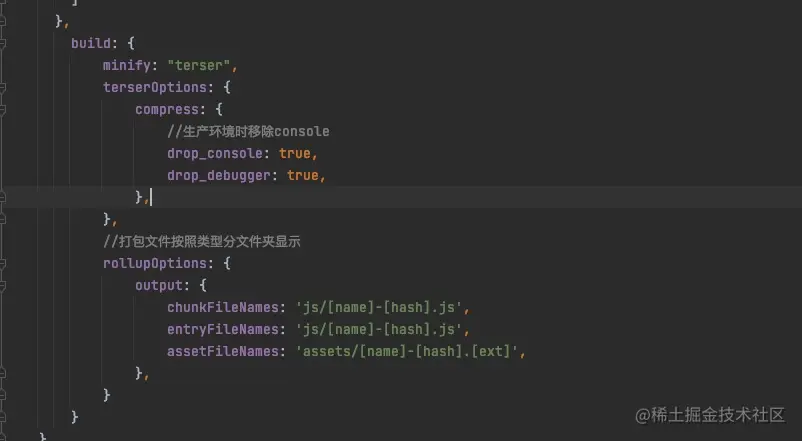 ]
},
build: {
minify: "terser",
terserOptions: {
compress: {
//生产环境时移除console
drop_console: true,
drop_debugger: true,
},
},
//打包文件按照类型分文件夹显示
rollupOptions: {
output: {
chunkFileNames: 'js/[name]-[hash].js',
entryFileNames: 'js/[name]-[hash].js',
assetFileNames: 'assets/[name]-[hash].[ext]',
},
}
}
}
@稀土掘金技术社区